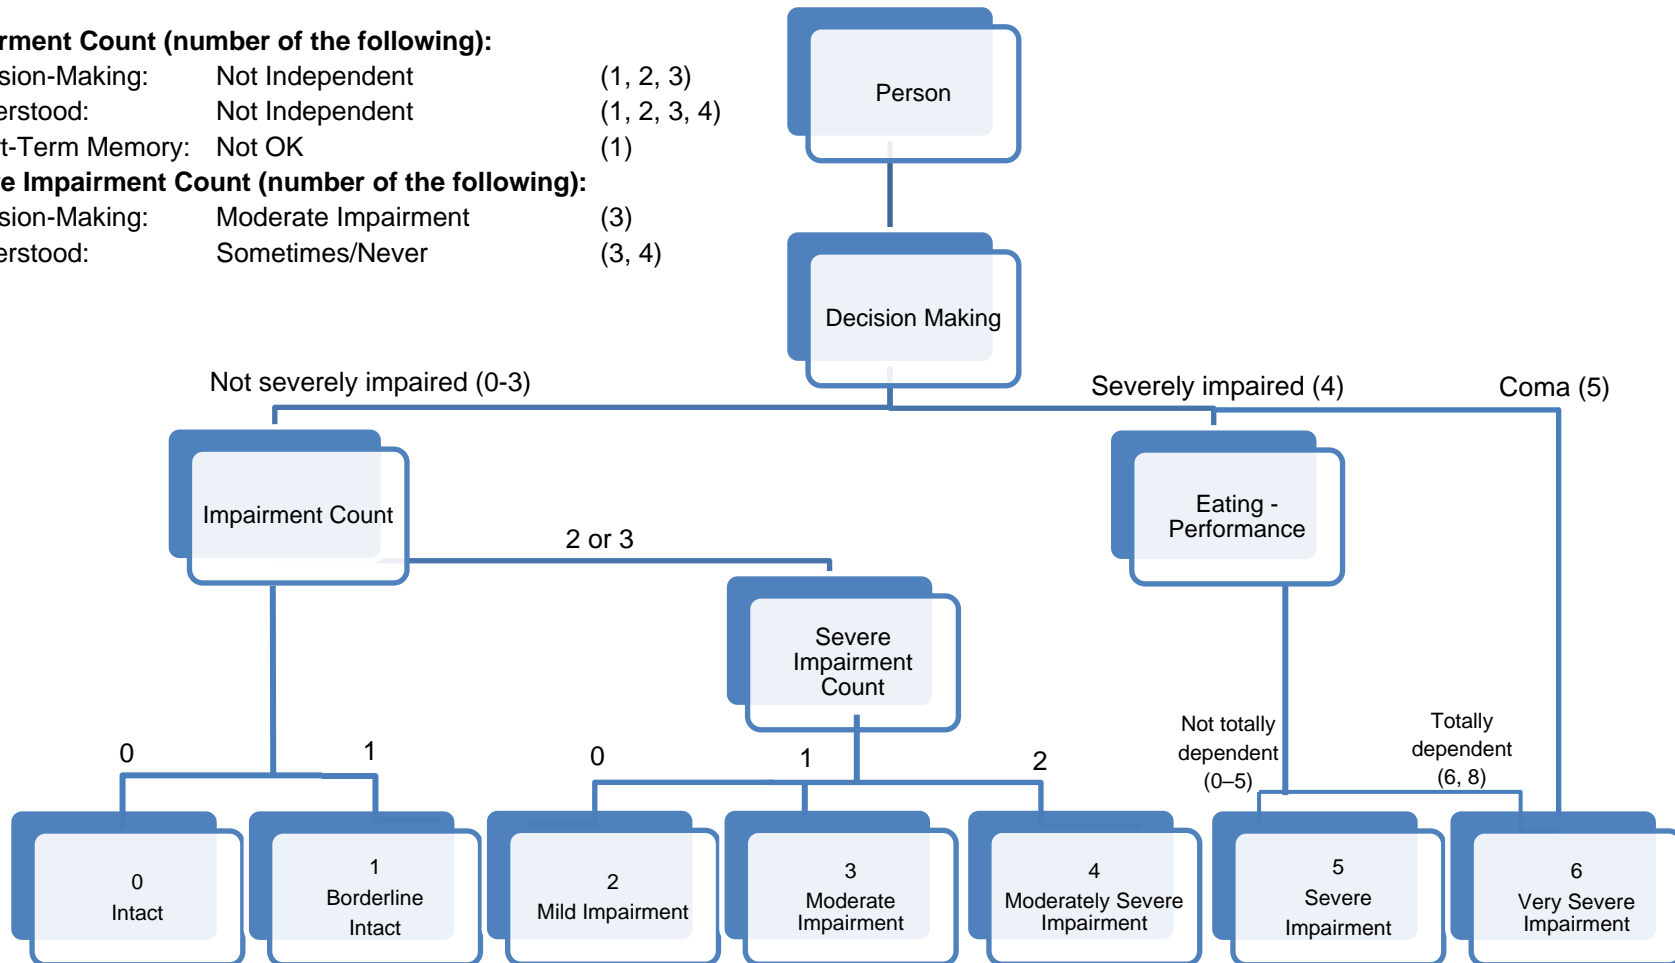 rment Count (number of the following):
ision-Making: Not Independent (1, 2, 3)
erstood: Not Independent (1, 2, 3, 4)
t-Term Memory: Not OK (1)
e Impairment Count (number of the following):
ision-Making: Moderate Impairment (3)
erstood: Sometimes/Never (3, 4)
Person
Decision Making
Not severely impaired (0-3)
Severely impaired (4)
Coma (5)
Impairment Count
2 or 3
Eating -
Performance
Severe
Impairment
Count
0
1
0
1
2
Not totally
dependent
(0–5)
Totally
dependent
(6, 8)
0
Intact
1
Borderline
Intact
2
Mild Impairment
3
Moderate
Impairment
4
Moderately Severe
Impairment
5
Severe
Impairment
6
Very Severe
Impairment